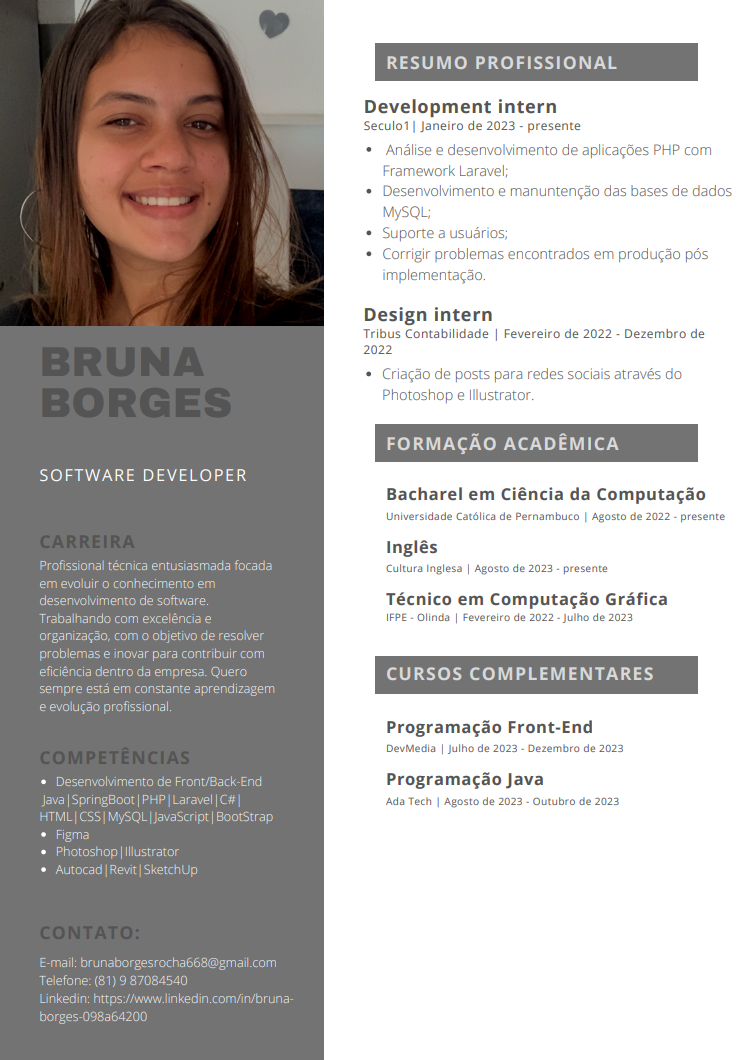 BRUNA
BORGES
SOFTWARE DEVELOPER
CARREIRA
Profissional técnica entusiasmada focada
em evoluir o conhecimento em
desenvolvimento de software.
Trabalhando com excelência e
organização, com o objetivo de resolver
problemas e inovar para contribuir com
eficiência dentro da empresa. Quero
sempre está em constante aprendizagem
e evolução profissional.
COMPETÊNCIAS
• Desenvolvimento de Front/Back-End
Java|SpringBoot|PHP|Laravel|C#|
HTML|CSS|MySQL|JavaScript|BootStrap
• Figma
• Photoshop|Illustrator
• Autocad|Revit|SketchUp
CONTATO:
E-mail: brunaborgesrocha668@gmail.com
Telefone: (81) 9 87084540
Linkedin: https://www.linkedin.com/in/bruna-
borges-098a64200
RESUMO PROFISSIONAL
Development intern
Seculo1| Janeiro de 2023 - presente
• Análise e desenvolvimento de aplicações PHP com
Framework Laravel;
• Desenvolvimento e manuntenção das bases de dados
MySQL;
• Suporte a usuários;
• Corrigir problemas encontrados em produção pós
implementação.
Design intern
Tribus Contabilidade | Fevereiro de 2022 - Dezembro de
2022
• Criação de posts para redes sociais através do
Photoshop e Illustrator.
FORMAÇÃO ACADÊMICA
Bacharel em Ciência da Computação
Universidade Católica de Pernambuco | Agosto de 2022 - presente
Inglês
Cultura Inglesa | Agosto de 2023 - presente
Técnico em Computação Gráfica
IFPE - Olinda | Fevereiro de 2022 - Julho de 2023
CURSOS COMPLEMENTARES
Programação Front-End
DevMedia | Julho de 2023 - Dezembro de 2023
Programação Java
Ada Tech | Agosto de 2023 - Outubro de 2023